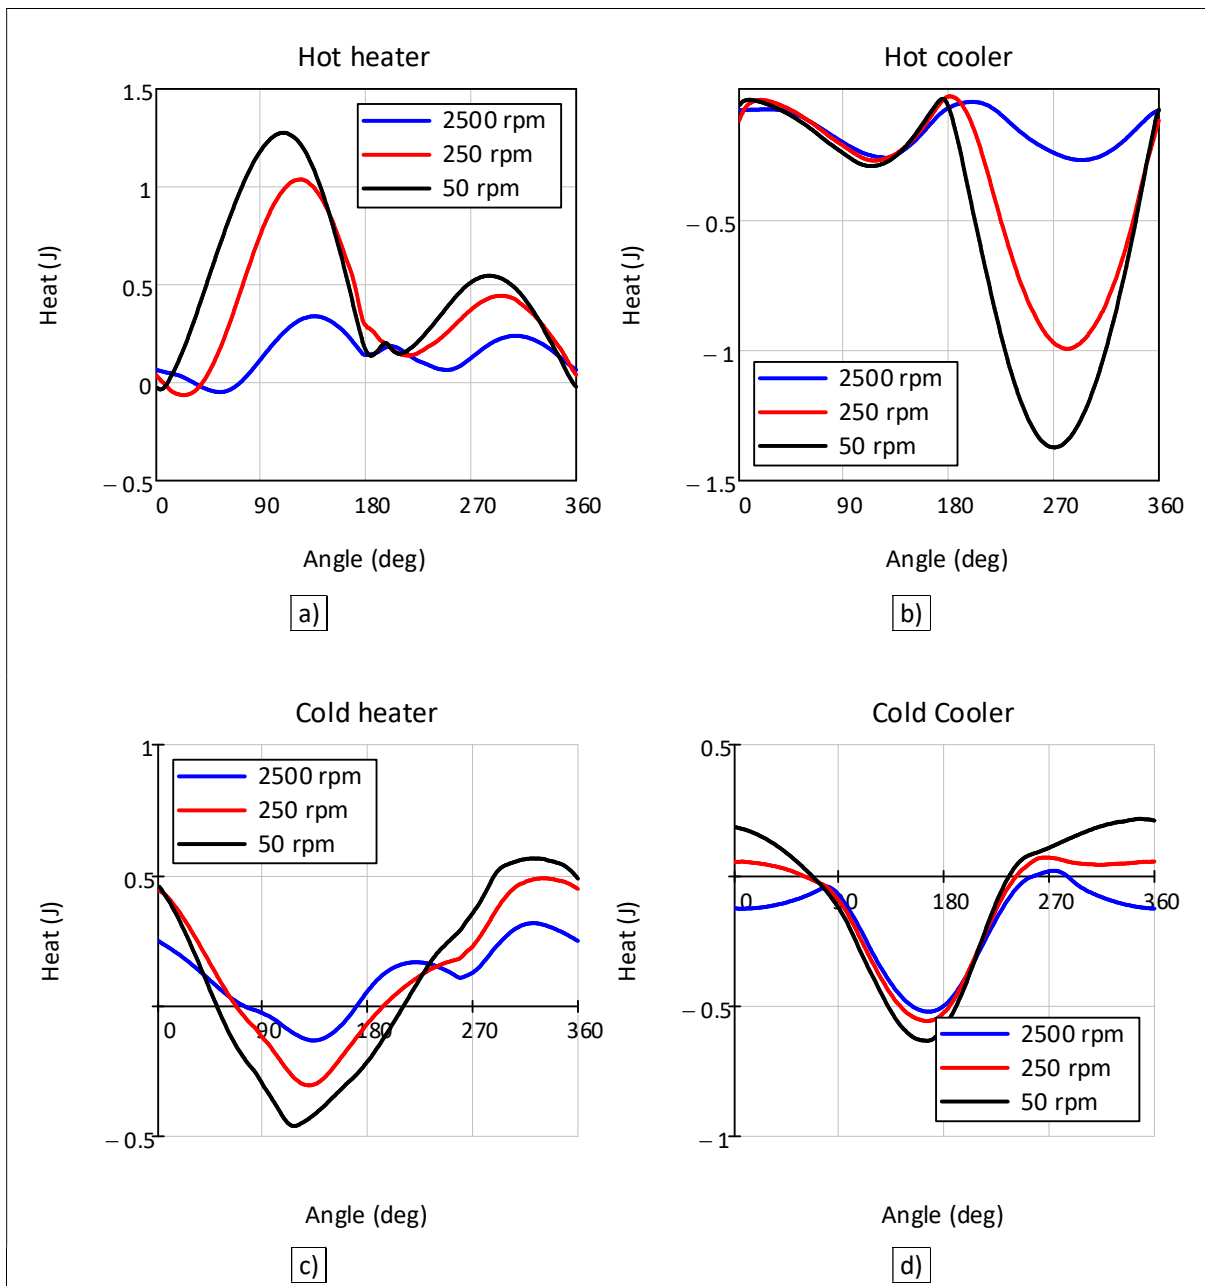 Hot heater
1.5
1
0.5
0
−0.5
Heat (J)
2500 rpm
250 rpm
50 rpm
0 90 180 270 360
Angle (deg)
a)
Hot cooler
−0.5
−1
−1.5
Heat (J)
2500 rpm
250 rpm
50 rpm
0 90 180 270 360
Angle (deg)
b)
Cold heater
1
0.5
0
−0.5
Heat (J)
2500 rpm
250 rpm
50 rpm
0 90 180 270 360
Angle (deg)
c)
Cold Cooler
0.5
−0.5
−1
Heat (J)
0 90 180 270 360
2500 rpm
250 rpm
50 rpm
Angle (deg)
d)